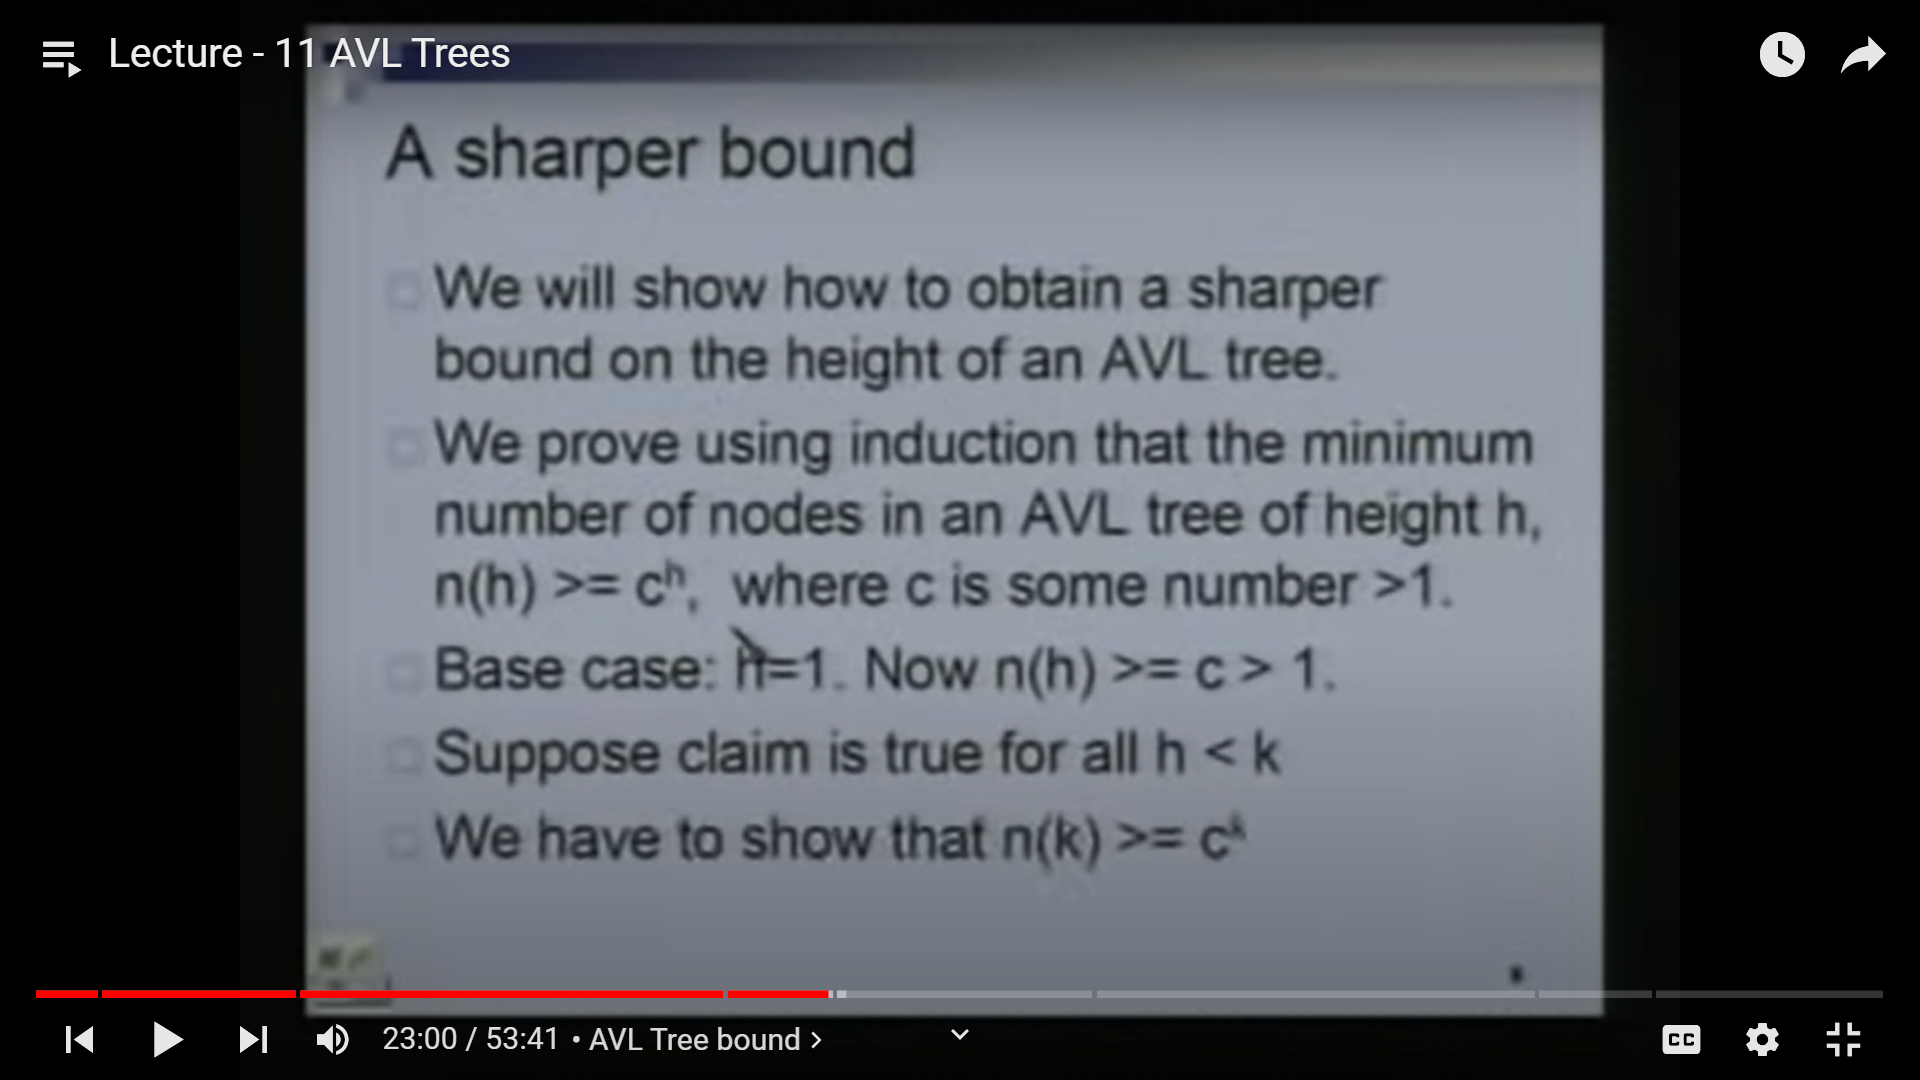 Lecture - 11 AVL Trees
A sharper bound
We will show how to obtain a sharper
bound on the height of an AVL tree.
We prove using induction that the minimum
number of nodes in an AVL tree of height h,
n(h) >= cʰ, where c is some number >1.
Base case: h=1. Now n(h) >= c > 1.
Suppose claim is true for all h < k
We have to show that n(k) >= cᵏ
23:00 / 53:41 • AVL Tree bound ›
CC